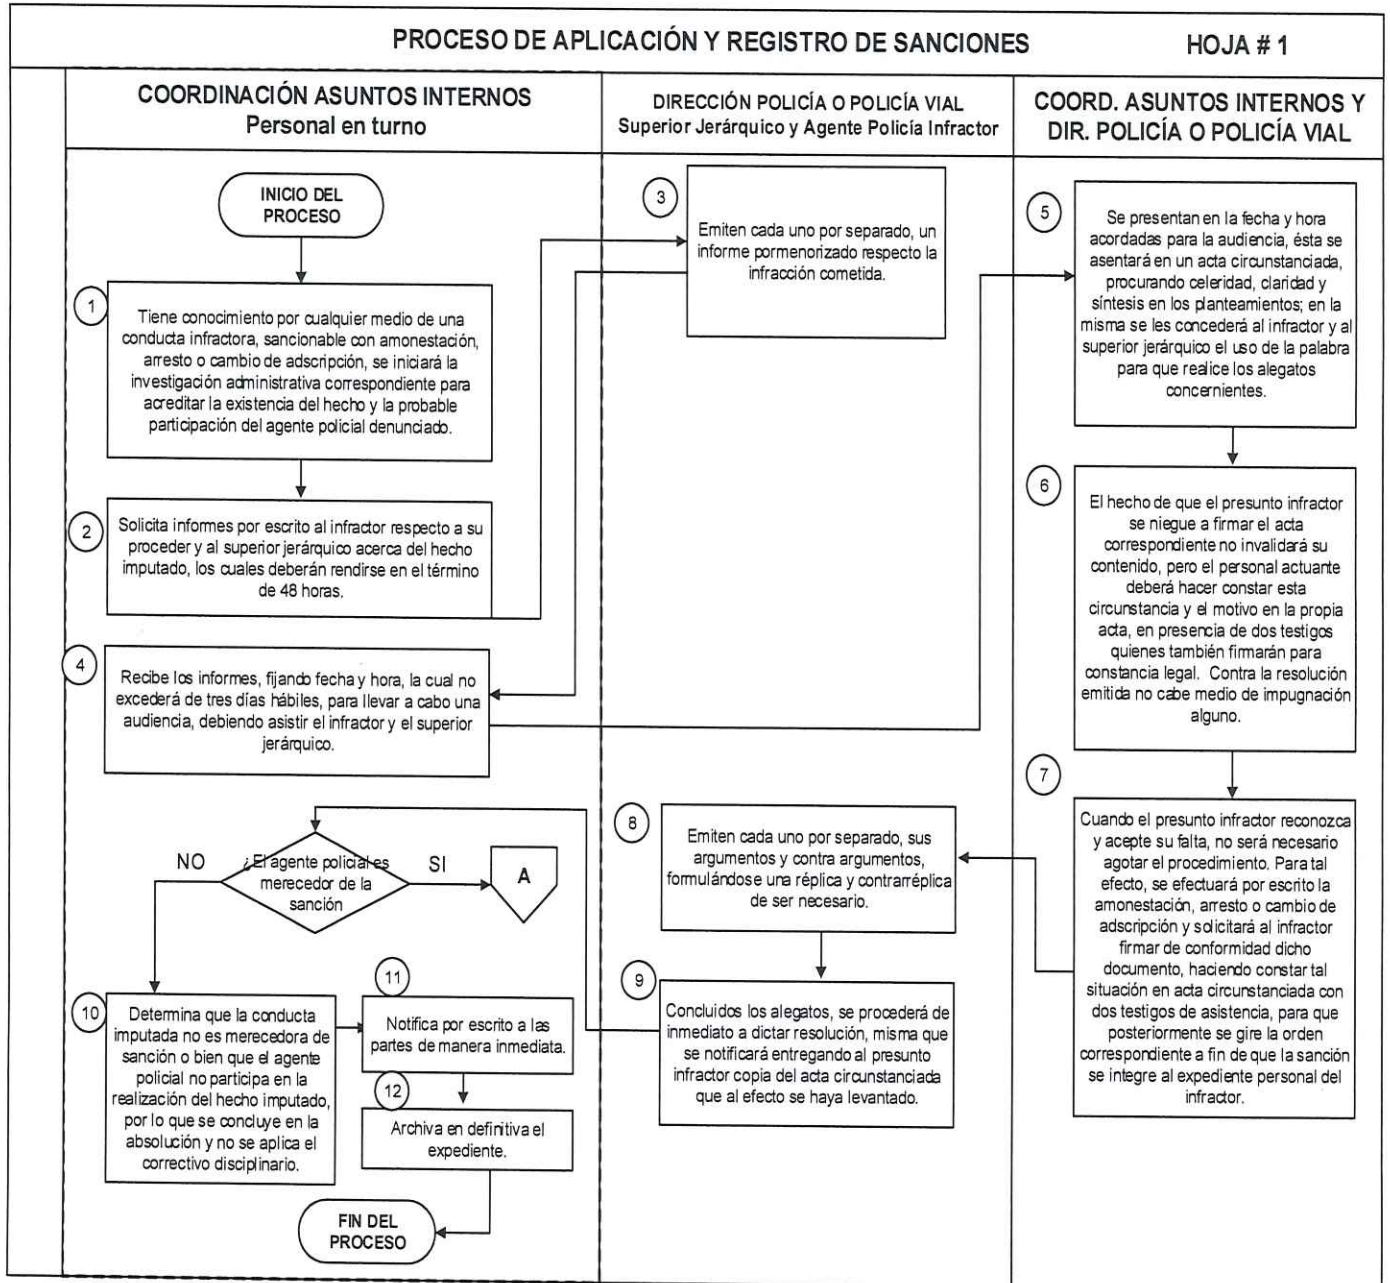 PROCESO DE APLICACIÓN Y REGISTRO DE SANCIONES
HOJA # 1
COORDINACIÓN ASUNTOS INTERNOS
Personal en turno
DIRECCIÓN POLICÍA O POLICÍA VIAL
Superior Jerárquico y Agente Policía Infractor
COORD. ASUNTOS INTERNOS Y
DIR. POLICÍA O POLICÍA VIAL
INICIO DEL
PROCESO
1
Tiene conocimiento por cualquier medio de una
conducta infractora, sancionable con amonestación,
arresto o cambio de adscripción, se iniciará la
investigación administrativa correspondiente para
acreditar la existencia del hecho y la probable
participación del agente policial denunciado.
2
Solicita informes por escrito al infractor respecto a su
proceder y al superior jerárquico acerca del hecho
imputado, los cuales deberán rendirse en el término
de 48 horas.
3
Emiten cada uno por separado, un
informe pormenorizado respecto la
infracción cometida.
4
Recibe los informes, fijando fecha y hora, la cual no
excederá de tres días hábiles, para llevar a cabo una
audiencia, debiendo asistir el infractor y el superior
jerárquico.
5
Se presentan en la fecha y hora
acordadas para la audiencia, ésta se
asentará en un acta circunstanciada,
procurando celeridad, claridad y
síntesis en los planteamientos; en la
misma se les concederá al infractor y al
superior jerárquico el uso de la palabra
para que realice los alegatos
concernientes.
6
El hecho de que el presunto infractor
se niegue a firmar el acta
correspondiente no invalidará su
contenido, pero el personal actuante
deberá hacer constar esta
circunstancia y el motivo en la propia
acta, en presencia de dos testigos
quienes también firmarán para
constancia legal. Contra la resolución
emitida no cabe medio de impugnación
alguno.
7
Cuando el presunto infractor reconozca
y acepte su falta, no será necesario
agotar el procedimiento. Para tal
efecto, se efectuará por escrito la
amonestación, arresto o cambio de
adscripción y solicitará al infractor
firmar de conformidad dicho
documento, haciendo constar tal
situación en acta circunstanciada con
dos testigos de asistencia, para que
posteriormente se gire la orden
correspondiente a fin de que la sanción
se integre al expediente personal del
infractor.
8
Emiten cada uno por separado, sus
argumentos y contra argumentos,
formulándose una réplica y contrarréplica
de ser necesario.
9
Concluidos los alegatos, se procederá de
inmediato a dictar resolución, misma que
se notificará entregando al presunto
infractor copia del acta circunstanciada
que al efecto se haya levantado.
NO
¿El agente policial es
merecedor de la
sanción
SI
A
10
Determina que la conducta
imputada no es merecedora de
sanción o bien que el agente
policial no participa en la
realización del hecho imputado,
por lo que se concluye en la
absolución y no se aplica el
correctivo disciplinario.
11
Notifica por escrito a las
partes de manera inmediata.
12
Archiva en definitiva el
expediente.
FIN DEL
PROCESO